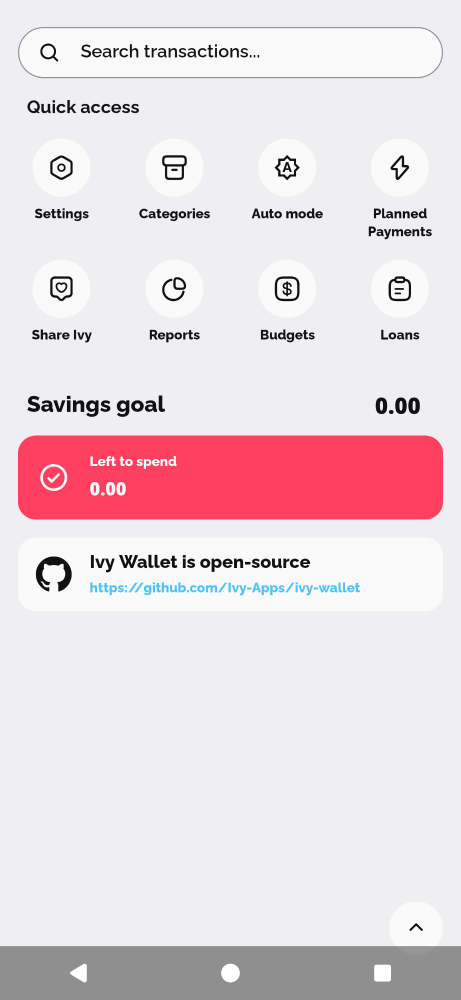 Search transactions...
Quick access
Settings
Categories
Auto mode
Planned
Payments
Share Ivy
Reports
Budgets
Loans
Savings goal
0.00
Left to spend
0.00
Ivy Wallet is open-source
https://github.com/Ivy-Apps/ivy-wallet